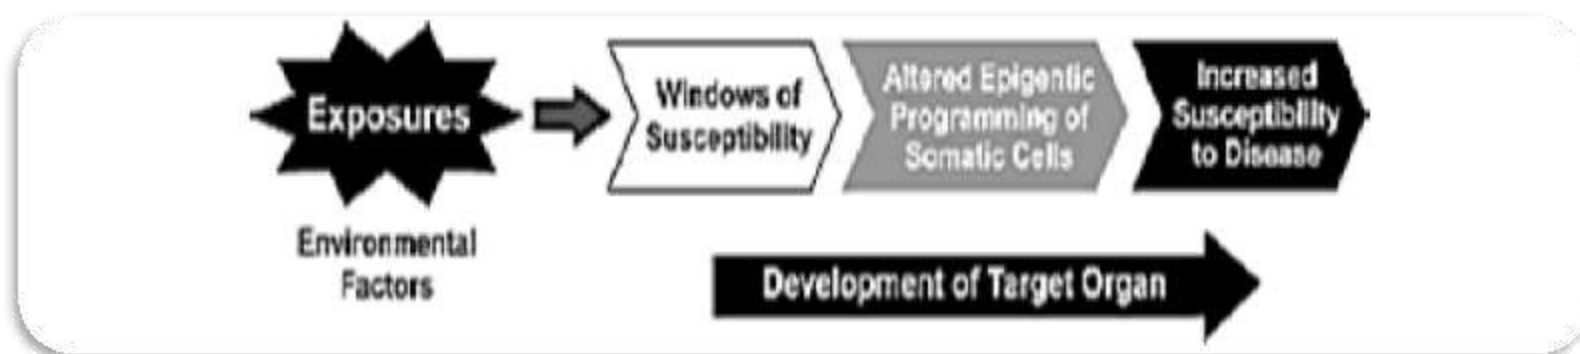 Exposures
Environmental
Factors
Windows of
Susceptibility
Altered Epigentic
Programming of
Somatic Cells
Increased
Susceptibility
to Disease
Development of Target Organ